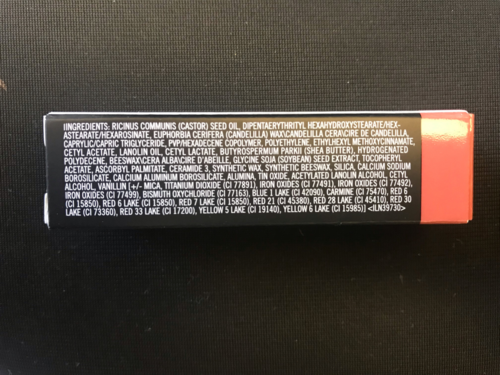 IINGREDIENTS: RICINUS COMMUNIS (CASTOR) SEED OIL, DIPENTAERYTHRITYL HEXAHYDROXYSTEARATE/HEX-
ASTEARATE/HEXAROSINATE, EUPHORBIA CERIFERA (CANDELILLA) WAX\CANDELILLA CERA\CIRE DE CANDELILLA,
CAPRYLIC/CAPRIC TRIGLYCERIDE, PVP/HEXADECENE COPOLYMER, POLYETHYLENE, ETHYLHEXYL METHOXYCINNAMATE,
CETYL ACETATE, LANOLIN OIL, CETYL LACTATE, BUTYROSPERMUM PARKII (SHEA BUTTER), HYDROGENATED
POLYDECENE, BEESWAX\CERA ALBA\CIRE D'ABEILLE, GLYCINE SOJA (SOYBEAN) SEED EXTRACT, TOCOPHERYL
ACETATE, ASCORBYL PALMITATE, CERAMIDE 3, SYNTHETIC WAX, SYNTHETIC BEESWAX, SILICA, CALCIUM SODIUM
BOROSILICATE, CALCIUM ALUMINUM BOROSILICATE, ALUMINA, TIN OXIDE, ACETYLATED LANOLIN ALCOHOL, CETYL
ALCOHOL, VANILLIN [+/- MICA, TITANIUM DIOXIDE (CI 77891), IRON OXIDES (CI 77491), IRON OXIDES (CI 77492),
IRON OXIDES (CI 77499), BISMUTH OXYCHLORIDE (CI 77163), BLUE 1 LAKE (CI 42090), CARMINE (CI 75470), RED 6
(CI 15850), RED 6 LAKE (CI 15850), RED 7 LAKE (CI 15850), RED 21 (CI 45380), RED 28 LAKE (CI 45410), RED 30
LAKE (CI 73360), RED 33 LAKE (CI 17200), YELLOW 5 LAKE (CI 19140), YELLOW 6 LAKE (CI 15985)] <ILN39730>